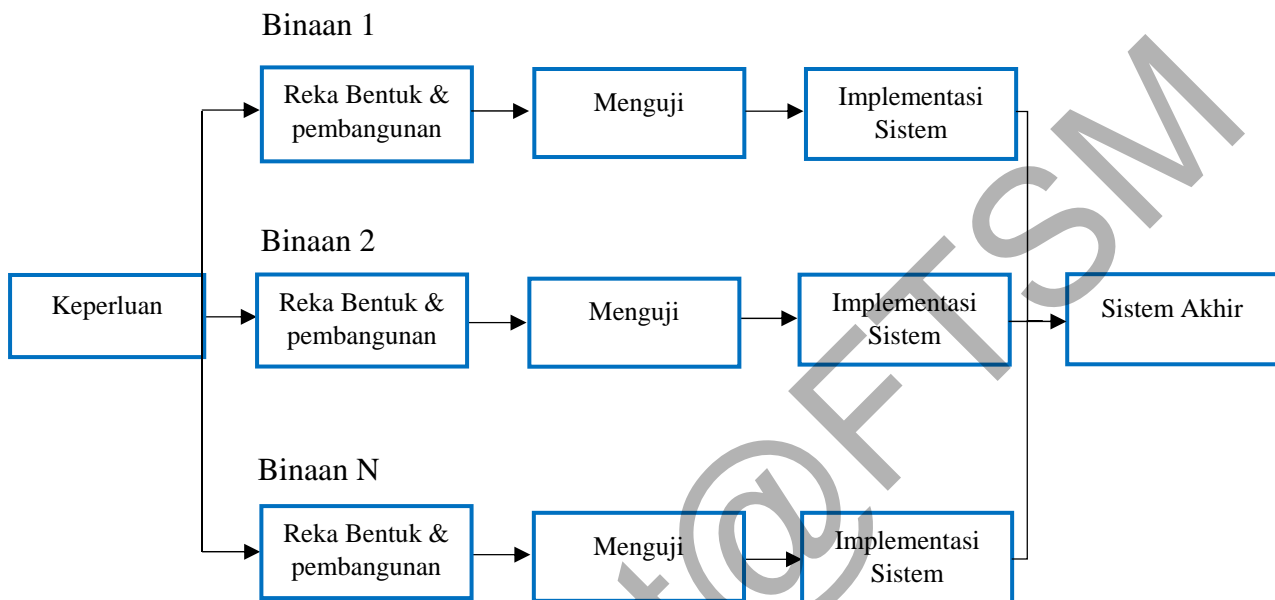 Binaan 1
Reka Bentuk &
pembangunan
Menguji
Implementasi
Sistem
Binaan 2
Keperluan
Reka Bentuk &
pembangunan
Menguji
Implementasi
Sistem
Sistem Akhir
Binaan N
Reka Bentuk &
pembangunan
Menguji
Implementasi
Sistem
t@FTSM